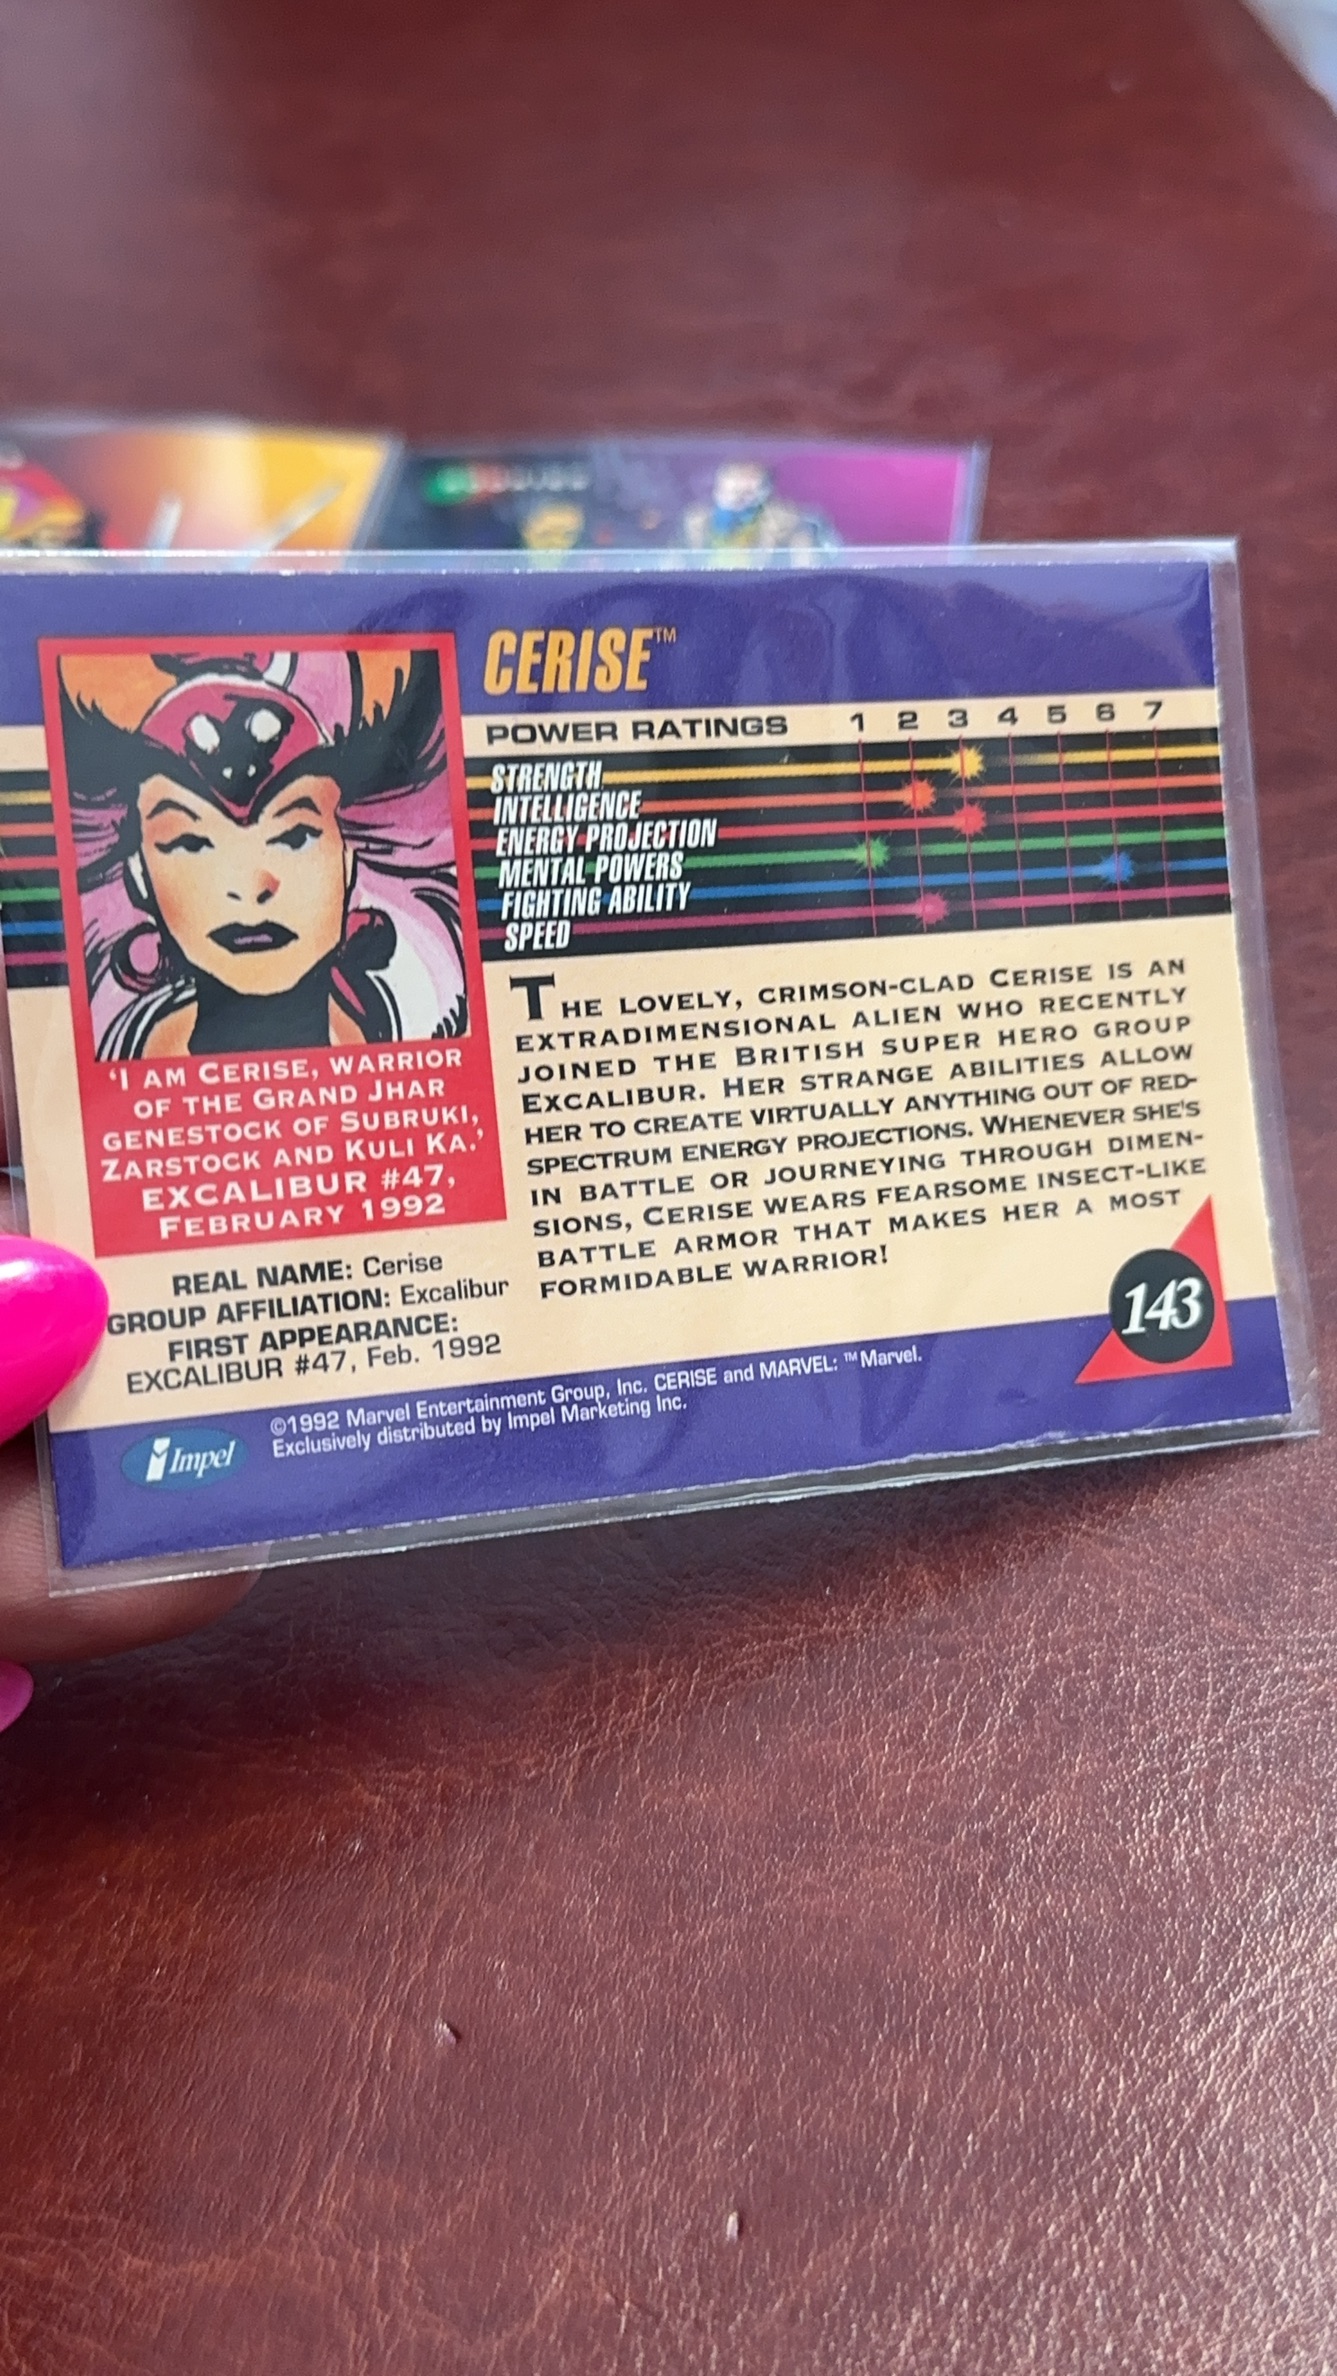 CERISE™
POWER RATINGS 1 2 3 4 5 6 7
STRENGTH
INTELLIGENCE
ENERGY PROJECTION
MENTAL POWERS
FIGHTING ABILITY
SPEED
'I AM CERISE, WARRIOR
OF THE GRAND JHAR
GENESTOCK OF SUBRUKI,
ZARSTOCK AND KULI KA.'
EXCALIBUR #47,
FEBRUARY 1992
REAL NAME: Cerise
GROUP AFFILIATION: Excalibur
FIRST APPEARANCE:
EXCALIBUR #47, Feb. 1992
THE LOVELY, CRIMSON-CLAD CERISE IS AN
EXTRADIMENSIONAL ALIEN WHO RECENTLY
JOINED THE BRITISH SUPER HERO GROUP
EXCALIBUR. HER STRANGE ABILITIES ALLOW
HER TO CREATE VIRTUALLY ANYTHING OUT OF RED-
SPECTRUM ENERGY PROJECTIONS. WHENEVER SHE'S
IN BATTLE OR JOURNEYING THROUGH DIMEN-
SIONS, CERISE WEARS FEARSOME INSECT-LIKE
BATTLE ARMOR THAT MAKES HER A MOST
FORMIDABLE WARRIOR!
143
Impel
©1992 Marvel Entertainment Group, Inc. CERISE and MARVEL: ™Marvel.
Exclusively distributed by Impel Marketing Inc.